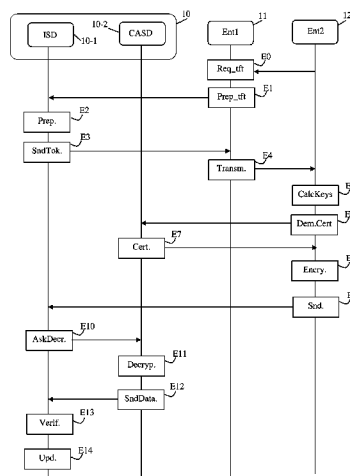 10
10-2
11
12
ISD
CASD
Ent1
Ent2
10-1
E0
Req_tft
E1
Prep_tft
E2
Prep.
E3
SndTok.
E4
Transm.
E
CalcKeys
E
Dem.Cert
E7
Cert.
E
Encry.
E
Snd.
E10
AskDecr.
E11
Decryp.
E12
SndData.
E13
Verif.
E14
Upd.